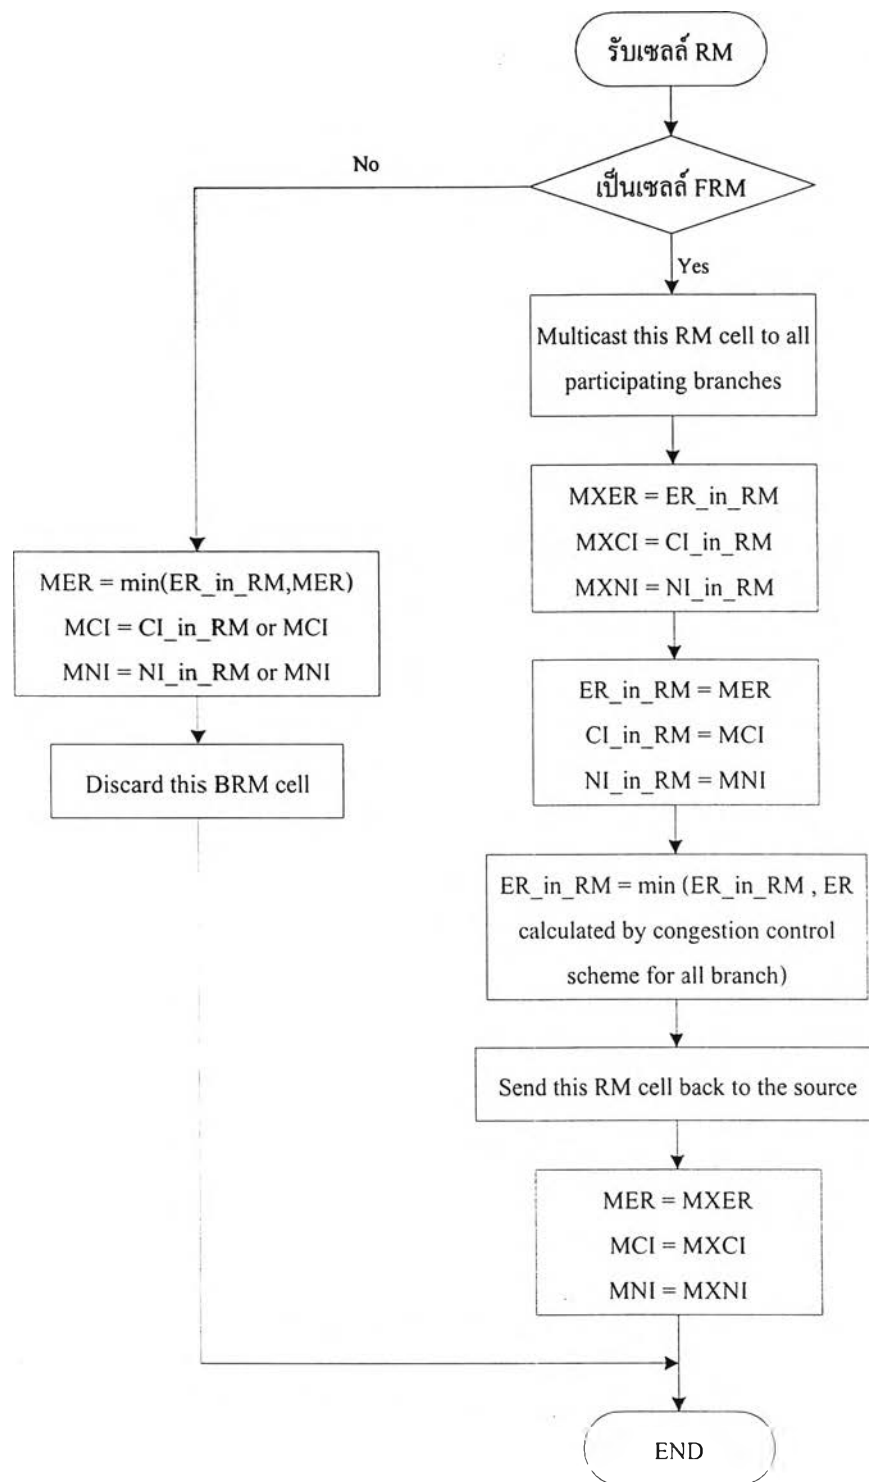 รับเซลล์ RM
เป็นเซลล์ FRM
No
Yes
Multicast this RM cell to all
participating branches
MXER = ER_in_RM
MXCI = CI_in_RM
MXNI = NI_in_RM
MER = min(ER_in_RM,MER)
MCI = CI_in_RM or MCI
MNI = NI_in_RM or MNI
Discard this BRM cell
ER_in_RM = MER
CI_in_RM = MCI
NI_in_RM = MNI
ER_in_RM = min (ER_in_RM , ER
calculated by congestion control
scheme for all branch)
Send this RM cell back to the source
MER = MXER
MCI = MXCI
MNI = MXNI
END